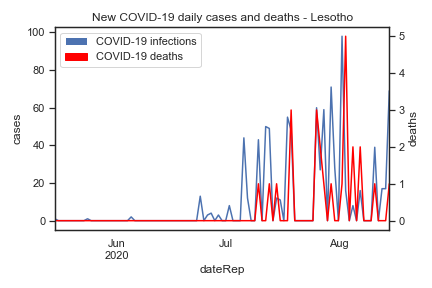 New COVID-19 daily cases and deaths - Lesotho
COVID-19 infections
COVID-19 deaths
100
80
60
40
20
0
cases
5
4
3
2
1
0
deaths
Jun
2020
Jul
Aug
dateRep